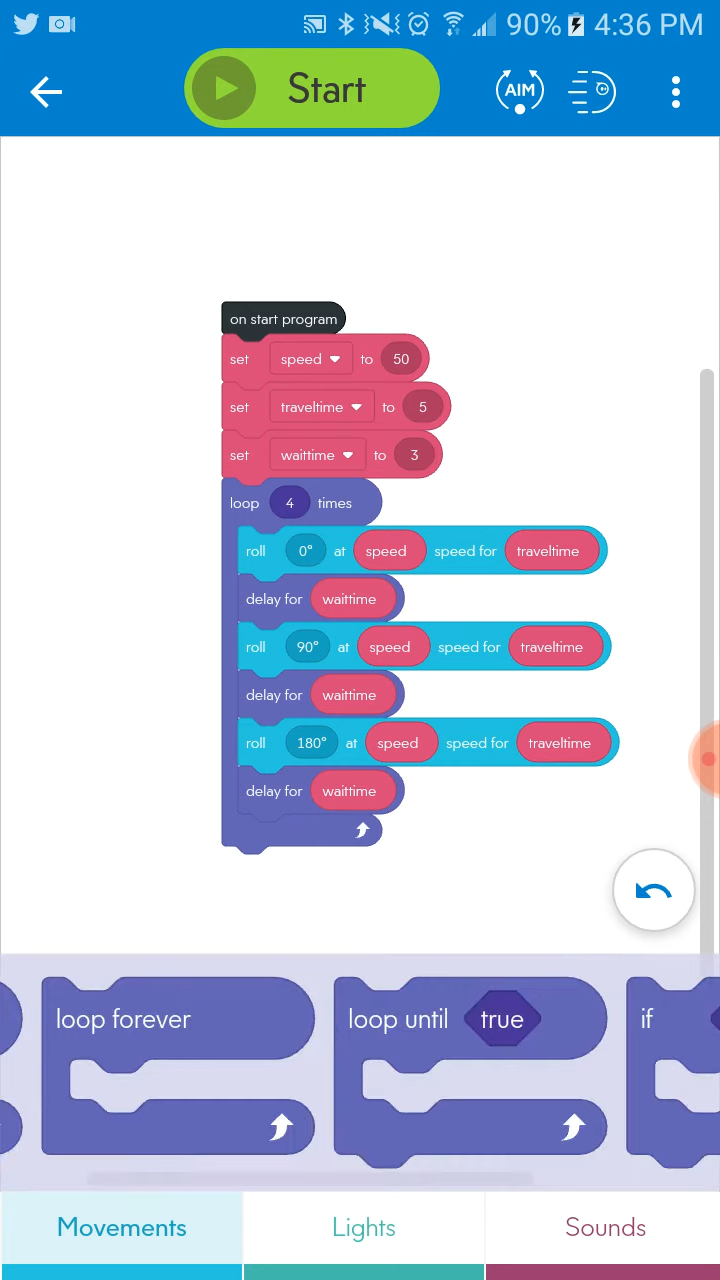 90% 4:36 PM
Start AIM
on start program
set speed to 50
set traveltime to 5
set waittime to 3
loop 4 times
roll 0° at speed speed for traveltime
delay for waittime
roll 90° at speed speed for traveltime
delay for waittime
roll 180° at speed speed for traveltime
delay for waittime
loop forever loop until true if
Movements Lights Sounds